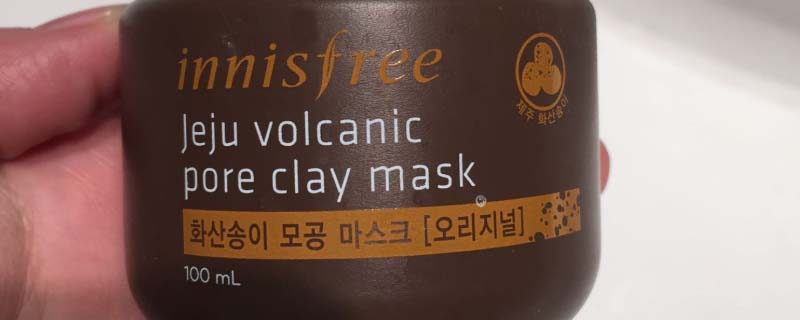 innisfree
제주 화산송이
Jeju volcanic
pore clay mask
화산송이 모공 마스크 [오리지널]
100 mL